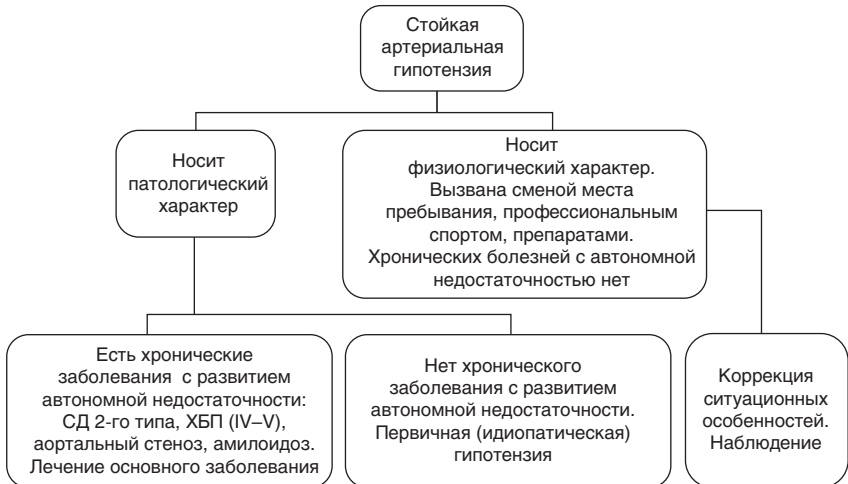 Стойкая
артериальная
гипотензия
Носит
патологический
характер
Носит
физиологический характер.
Вызвана сменой места
пребывания, профессиональным
спортом, препаратами.
Хронических болезней с автономной
недостаточностью нет
Есть хронические
заболевания с развитием
автономной недостаточности:
СД 2-го типа, ХБП (IV–V),
аортальный стеноз, амилоидоз.
Лечение основного заболевания
Нет хронического
заболевания с развитием
автономной недостаточности.
Первичная (идиопатическая)
гипотензия
Коррекция
ситуационных
особенностей.
Наблюдение